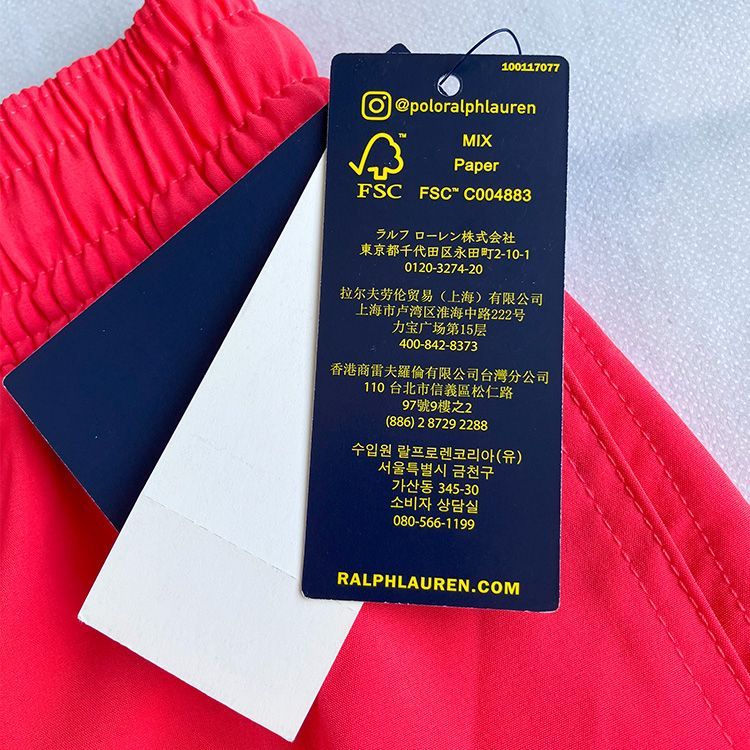 100117077
@poloralphlauren
FSC™
MIX
Paper
FSC™ C004883
ラルフ ローレン株式会社
東京都千代田区永田町2-10-1
0120-3274-20
拉尔夫劳伦贸易（上海）有限公司
上海市卢湾区淮海中路222号
力宝广场第15层
400-842-8373
香港商雷夫羅倫有限公司台灣分公司
110 台北市信義區松仁路
97號9樓之2
(886) 2 8729 2288
수입원 랄프로렌코리아(유)
서울특별시 금천구
가산동 345-30
소비자 상담실
080-566-1199
RALPHLAUREN.COM